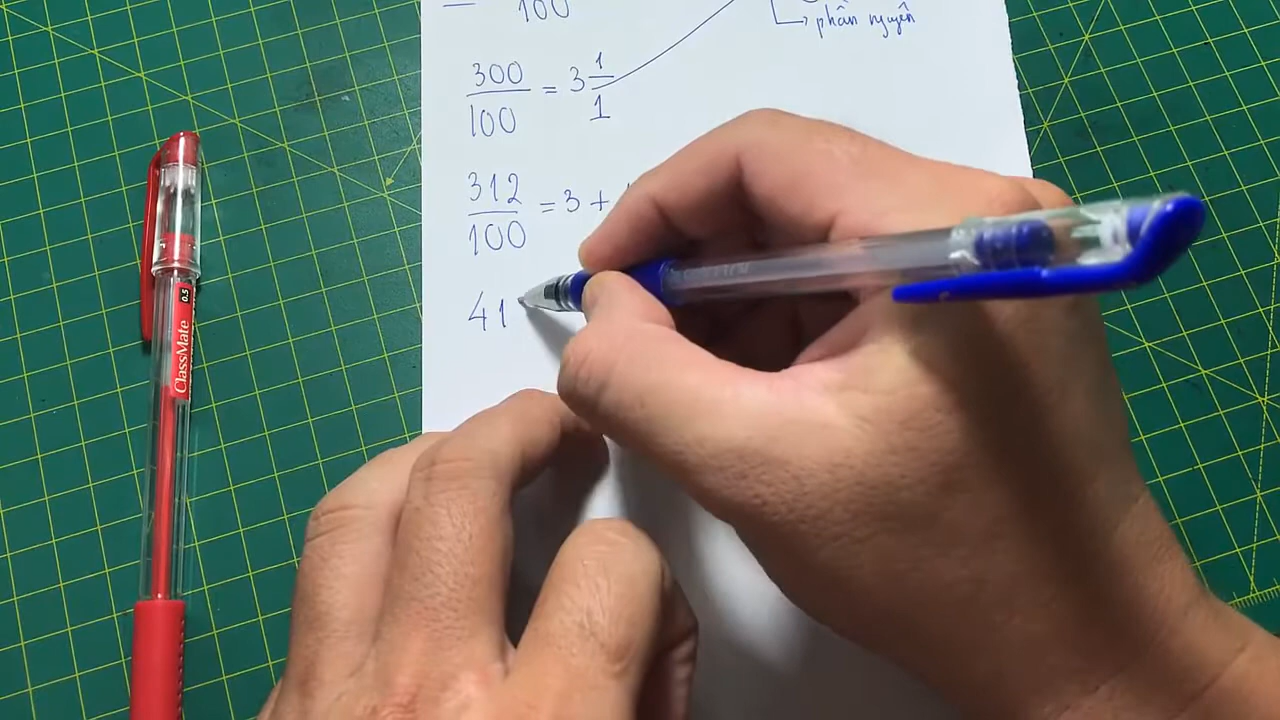 100
phần nguyên
300/100 = 3 1/1
312/100 = 3 +
41
ClassMate 0.5